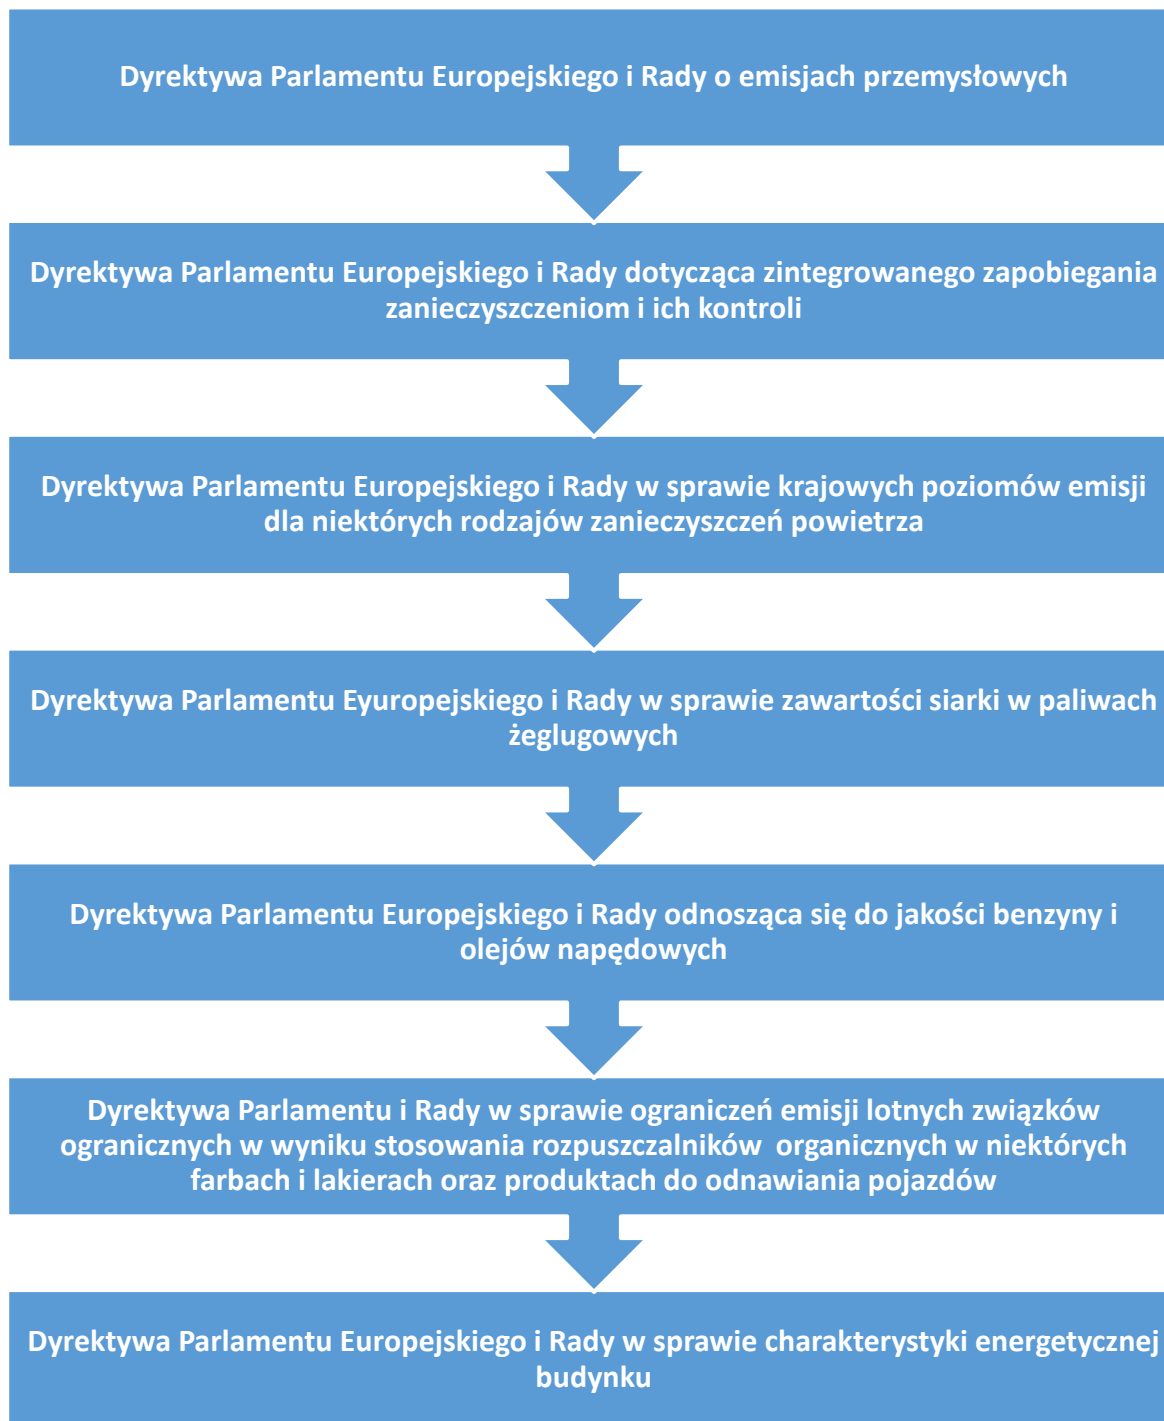 Dyrektywa Parlamentu Europejskiego i Rady o emisjach przemysłowych
Dyrektywa Parlamentu Europejskiego i Rady dotycząca zintegrowanego zapobiegania
zanieczyszczeniom i ich kontroli
Dyrektywa Parlamentu Europejskiego i Rady w sprawie krajowych poziomów emisji
dla niektórych rodzajów zanieczyszczeń powietrza
Dyrektywa Parlamentu Eyuropejskiego i Rady w sprawie zawartości siarki w paliwach
żeglugowych
Dyrektywa Parlamentu Europejskiego i Rady odnosząca się do jakości benzyny i
olejów napędowych
Dyrektywa Parlamentu i Rady w sprawie ograniczeń emisji lotnych związków
ogranicznych w wyniku stosowania rozpuszczalników  organicznych w niektórych
farbach i lakierach oraz produktach do odnawiania pojazdów
Dyrektywa Parlamentu Europejskiego i Rady w sprawie charakterystyki energetycznej
budynku